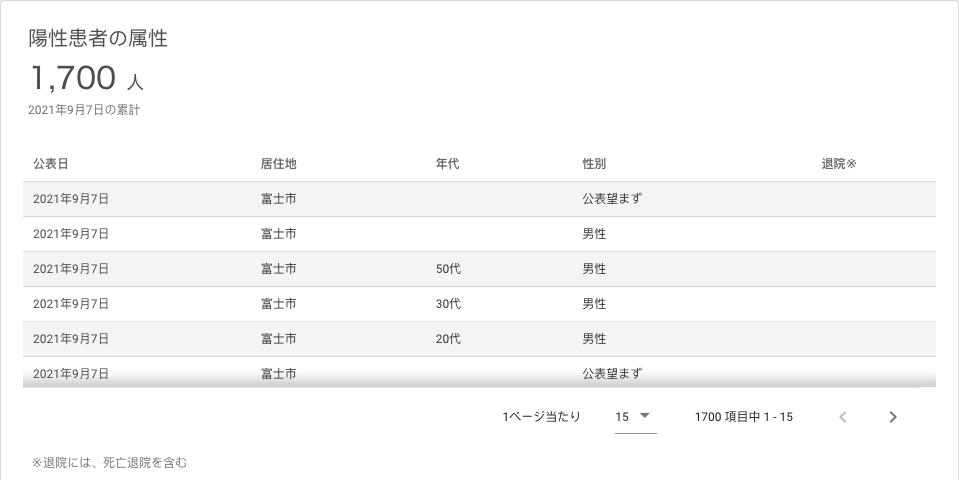 陽性患者の属性
1,700 人
2021年9月7日の累計
公表日 居住地 年代 性別 退院※
2021年9月7日 富士市 公表望まず
2021年9月7日 富士市 男性
2021年9月7日 富士市 50代 男性
2021年9月7日 富士市 30代 男性
2021年9月7日 富士市 20代 男性
2021年9月7日 富士市 公表望まず
1ページ当たり 15 1700 項目中 1 - 15
※退院には、死亡退院を含む